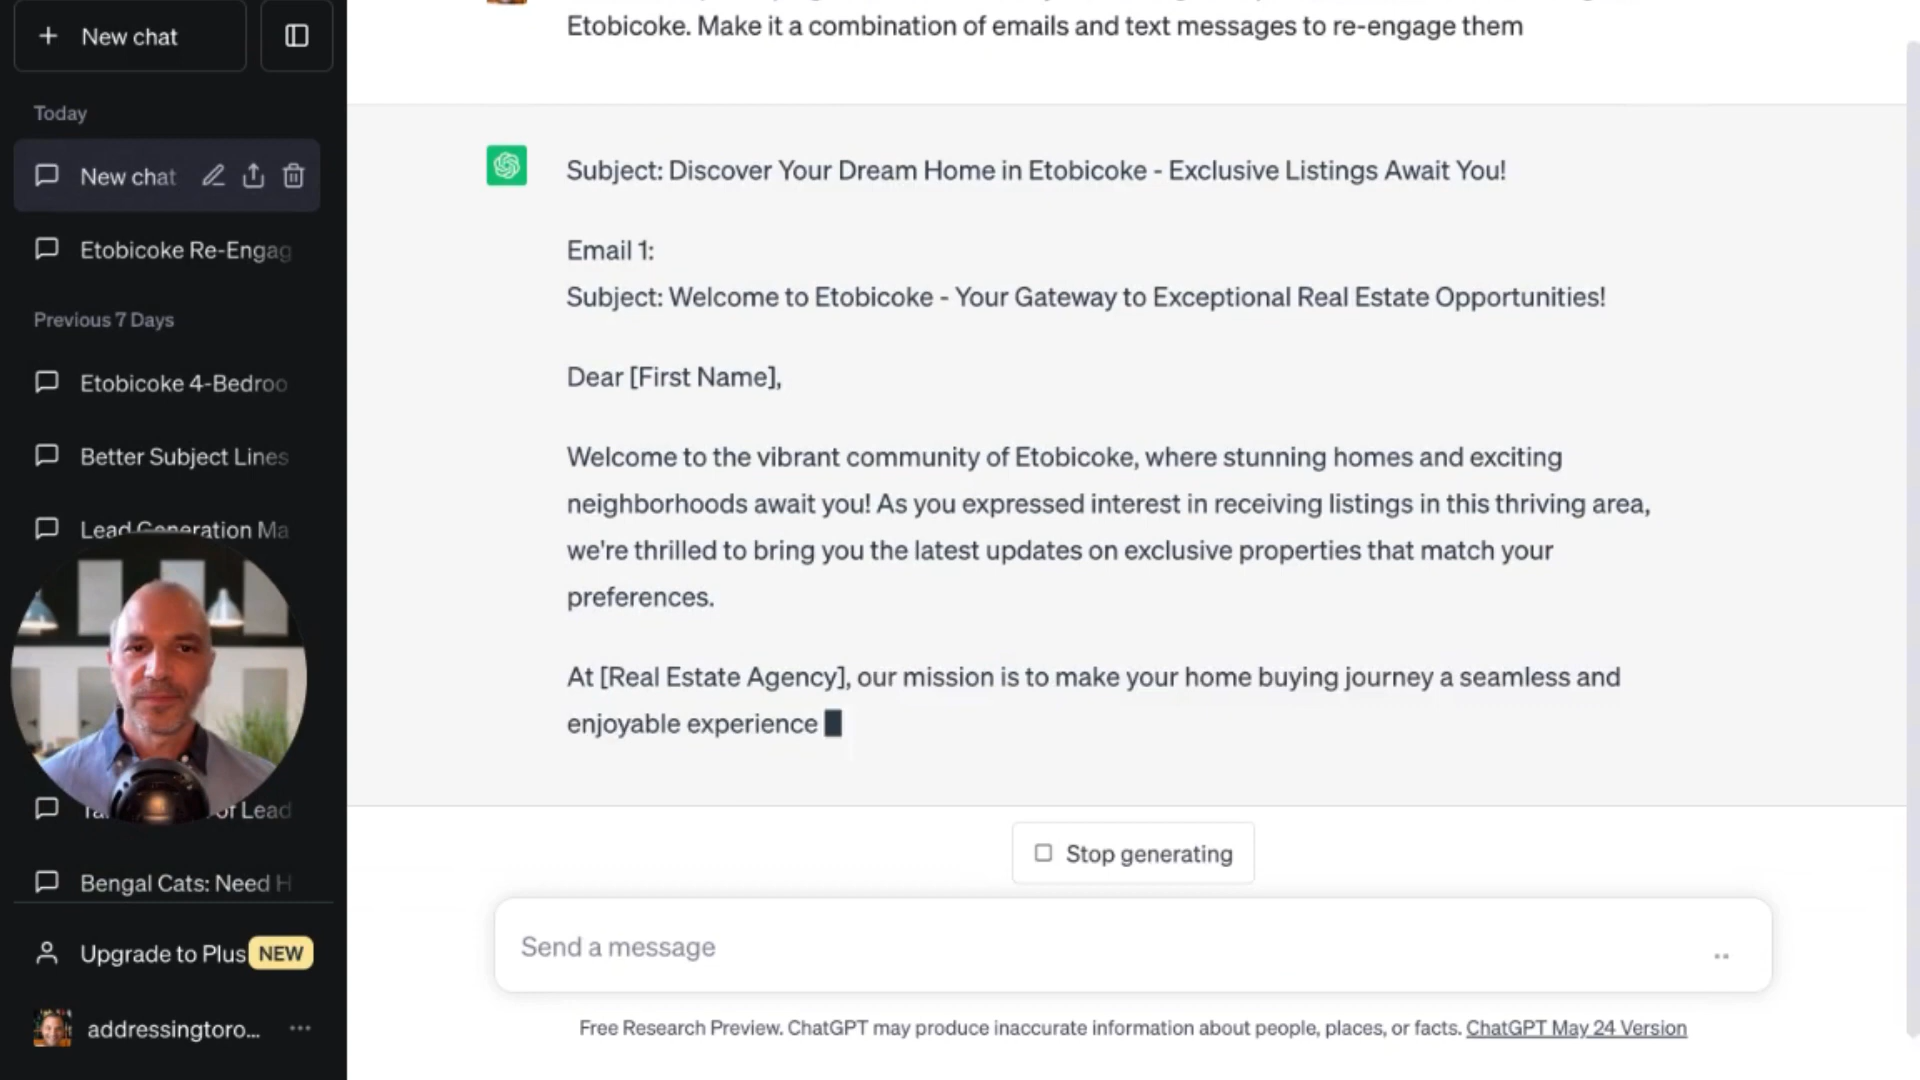 New chat
Today
New chat
Etobicoke Re-Engag
Previous 7 Days
Etobicoke 4-Bedroo
Better Subject Lines
Lead Generation Ma
of Lead
Bengal Cats: Need H
Upgrade to Plus NEW
addressingtoro...
Etobicoke. Make it a combination of emails and text messages to re-engage them
Subject: Discover Your Dream Home in Etobicoke - Exclusive Listings Await You!
Email 1:
Subject: Welcome to Etobicoke - Your Gateway to Exceptional Real Estate Opportunities!
Dear [First Name],
Welcome to the vibrant community of Etobicoke, where stunning homes and exciting
neighborhoods await you! As you expressed interest in receiving listings in this thriving area,
we're thrilled to bring you the latest updates on exclusive properties that match your
preferences.
At [Real Estate Agency], our mission is to make your home buying journey a seamless and
enjoyable experience
Stop generating
Send a message
Free Research Preview. ChatGPT may produce inaccurate information about people, places, or facts. ChatGPT May 24 Version